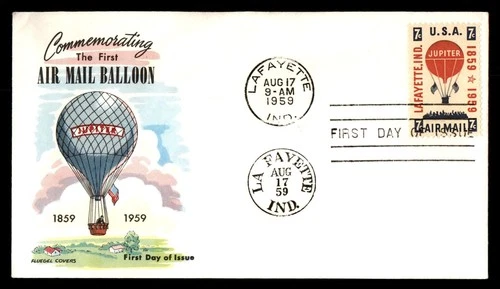 Commemorating
The First
AIR MAIL BALLOON
JUPITER
1859 1959
FLUEGEL COVERS
First Day of Issue
LAFAYETTE
AUG 17
9-AM
1959
IND.
LA FAYETTE
AUG
17
59
IND.
FIRST DAY OF ISSUE
7¢ U.S.A. 7¢
JUPITER
LAFAYETTE, IND.
1859 ★ 1959
7¢ AIR MAIL 7¢